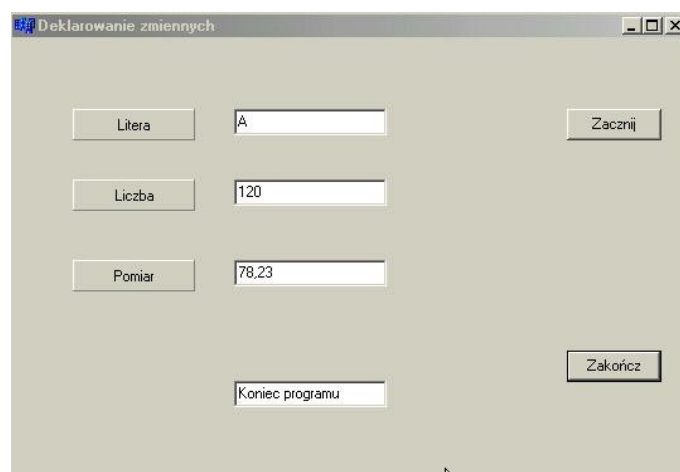 Deklarowanie zmiennych
Litera
A
Zacznij
Liczba
120
Pomiar
78,23
Zakończ
Koniec programu